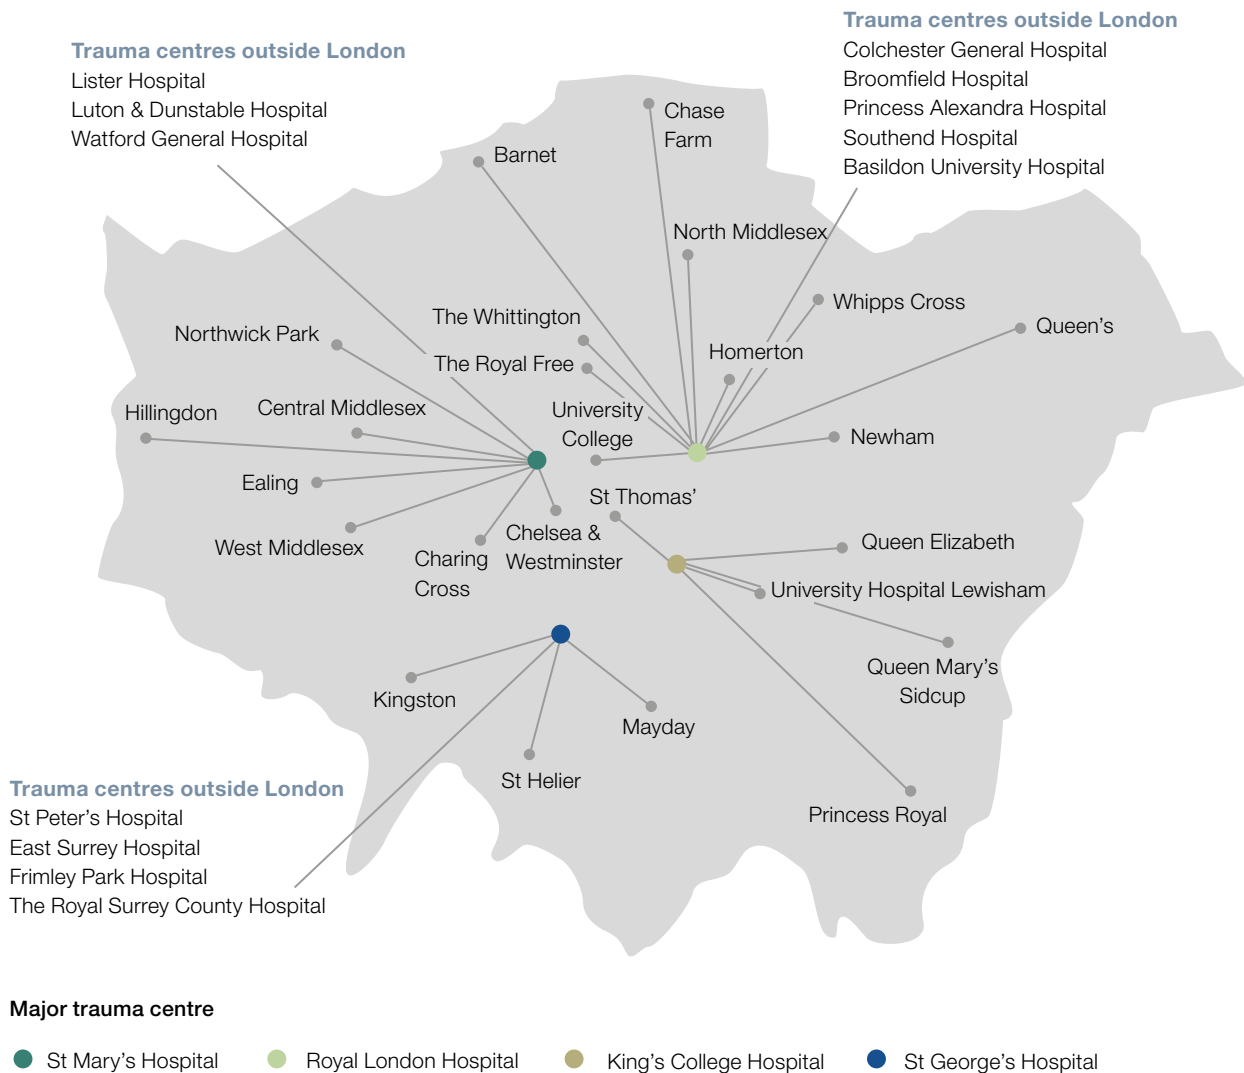 Trauma centres outside London
Lister Hospital
Luton & Dunstable Hospital
Watford General Hospital
Trauma centres outside London
Colchester General Hospital
Broomfield Hospital
Princess Alexandra Hospital
Southend Hospital
Basildon University Hospital
Chase
Farm
Barnet
North Middlesex
Whipps Cross
Queen’s
The Whittington
Northwick Park
Homerton
The Royal Free
Hillingdon
Central Middlesex
University
College
Newham
Ealing
St Thomas’
West Middlesex
Charing
Cross
Chelsea &
Westminster
Queen Elizabeth
University Hospital Lewisham
Queen Mary’s
Sidcup
Kingston
Mayday
St Helier
Princess Royal
Trauma centres outside London
St Peter’s Hospital
East Surrey Hospital
Frimley Park Hospital
The Royal Surrey County Hospital
Major trauma centre
St Mary’s Hospital
Royal London Hospital
King’s College Hospital
St George’s Hospital